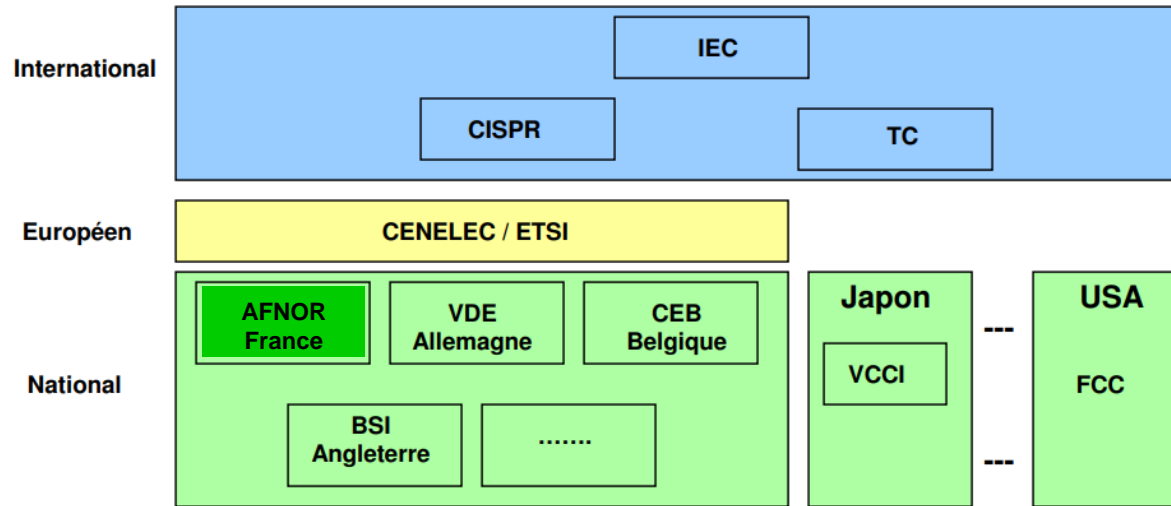 International
IEC
CISPR
TC
Européen
CENELEC / ETSI
National
AFNOR
France
VDE
Allemagne
CEB
Belgique
BSI
Angleterre
.......
Japon
VCCI
---
---
USA
FCC